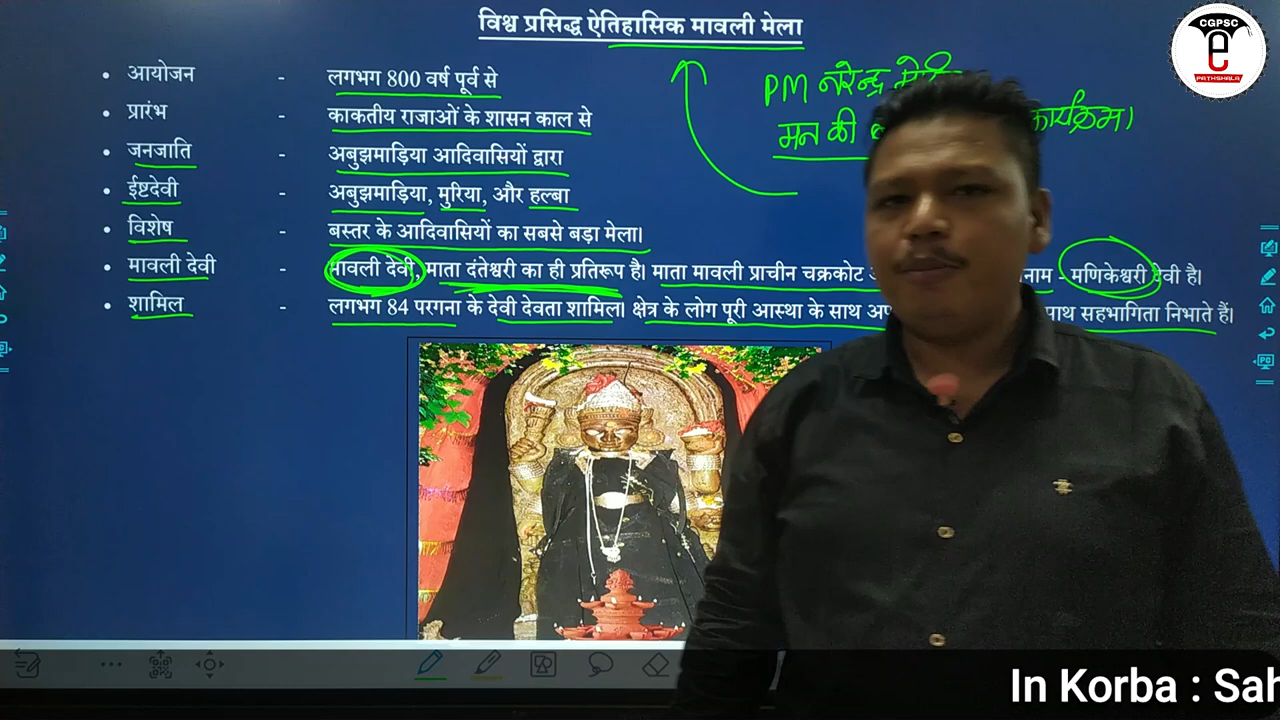 विश्व प्रसिद्ध ऐतिहासिक मावली मेला
CGPSC
e
PATHSHALA
• आयोजन - लगभग 800 वर्ष पूर्व से
PM नरेन्द्र
• प्रारंभ - काकतीय राजाओं के शासन काल से
मन की कार्यक्रम।
• जनजाति - अबुझमाड़िया आदिवासियों द्वारा
• ईष्टदेवी - अबुझमाड़िया, मुरिया, और हल्बा
• विशेष - बस्तर के आदिवासियों का सबसे बड़ा मेला।
• मावली देवी - मावली देवी, माता दंतेश्वरी का ही प्रतिरूप है। माता मावली प्राचीन चक्रकोट नाम - मणिकेश्वरी देवी है।
• शामिल - लगभग 84 परगना के देवी देवता शामिल। क्षेत्र के लोग पूरी आस्था के साथ पाथ सहभागिता निभाते हैं।
In Korba : Sah